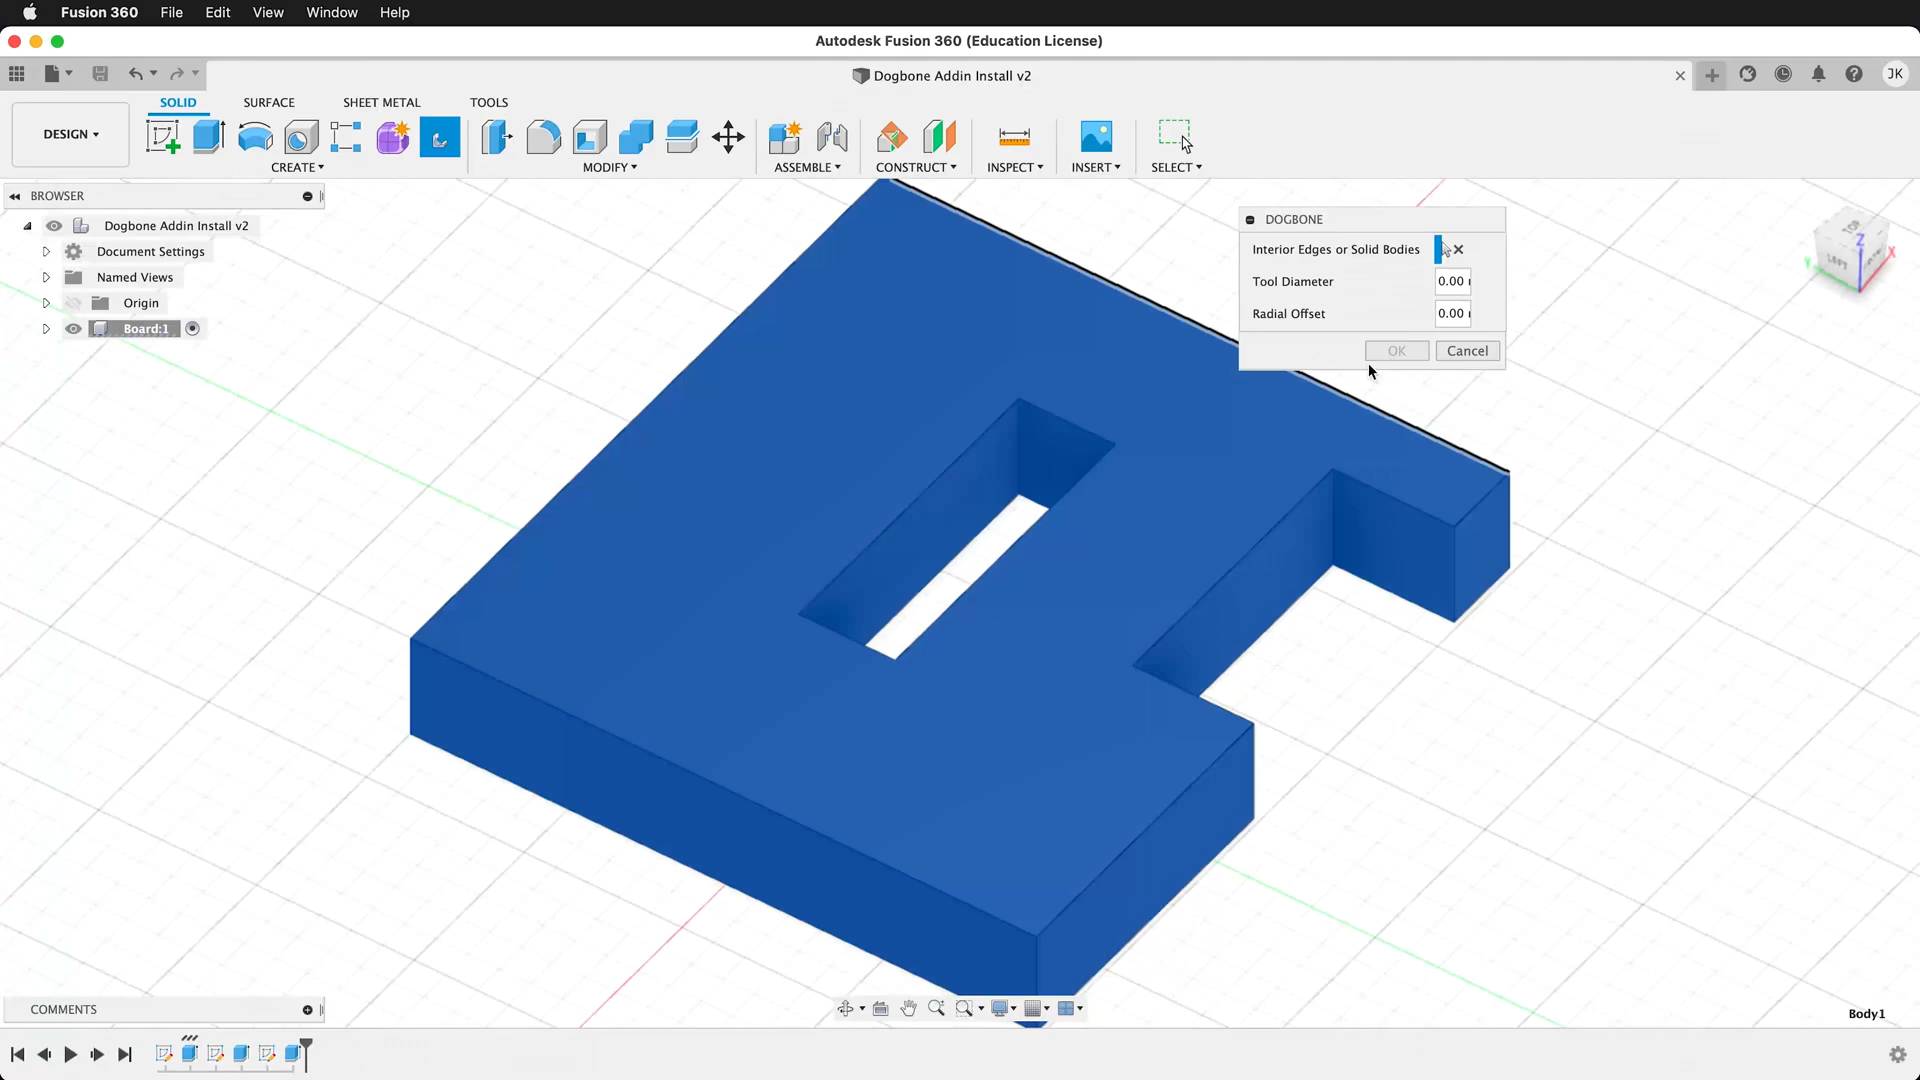 Fusion 360 File Edit View Window Help
Autodesk Fusion 360 (Education License)
Dogbone Addin Install v2
JK
DESIGN
SOLID SURFACE SHEET METAL TOOLS
CREATE MODIFY ASSEMBLE CONSTRUCT INSPECT INSERT SELECT
BROWSER
Dogbone Addin Install v2
Document Settings
Named Views
Origin
Board:1
DOGBONE
Interior Edges or Solid Bodies
Tool Diameter 0.00
Radial Offset 0.00
OK Cancel
TOP
LEFT
Z
X
Y
Body1
COMMENTS